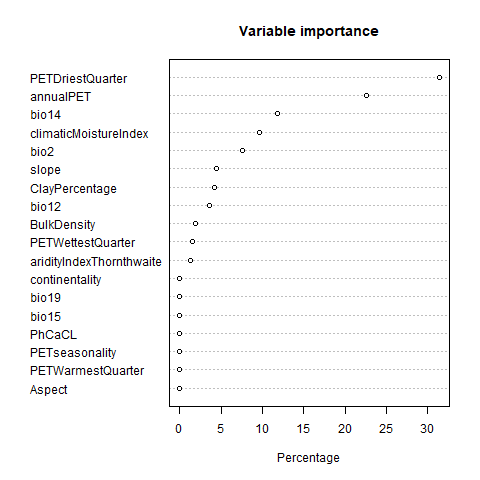 Variable importance
PETDriestQuarter
annualPET
bio14
climaticMoistureIndex
bio2
slope
ClayPercentage
bio12
BulkDensity
PETWettestQuarter
aridityIndexThornthwaite
continentality
bio19
bio15
PhCaCL
PETseasonality
PETWarmestQuarter
Aspect
0 5 10 15 20 25 30
Percentage